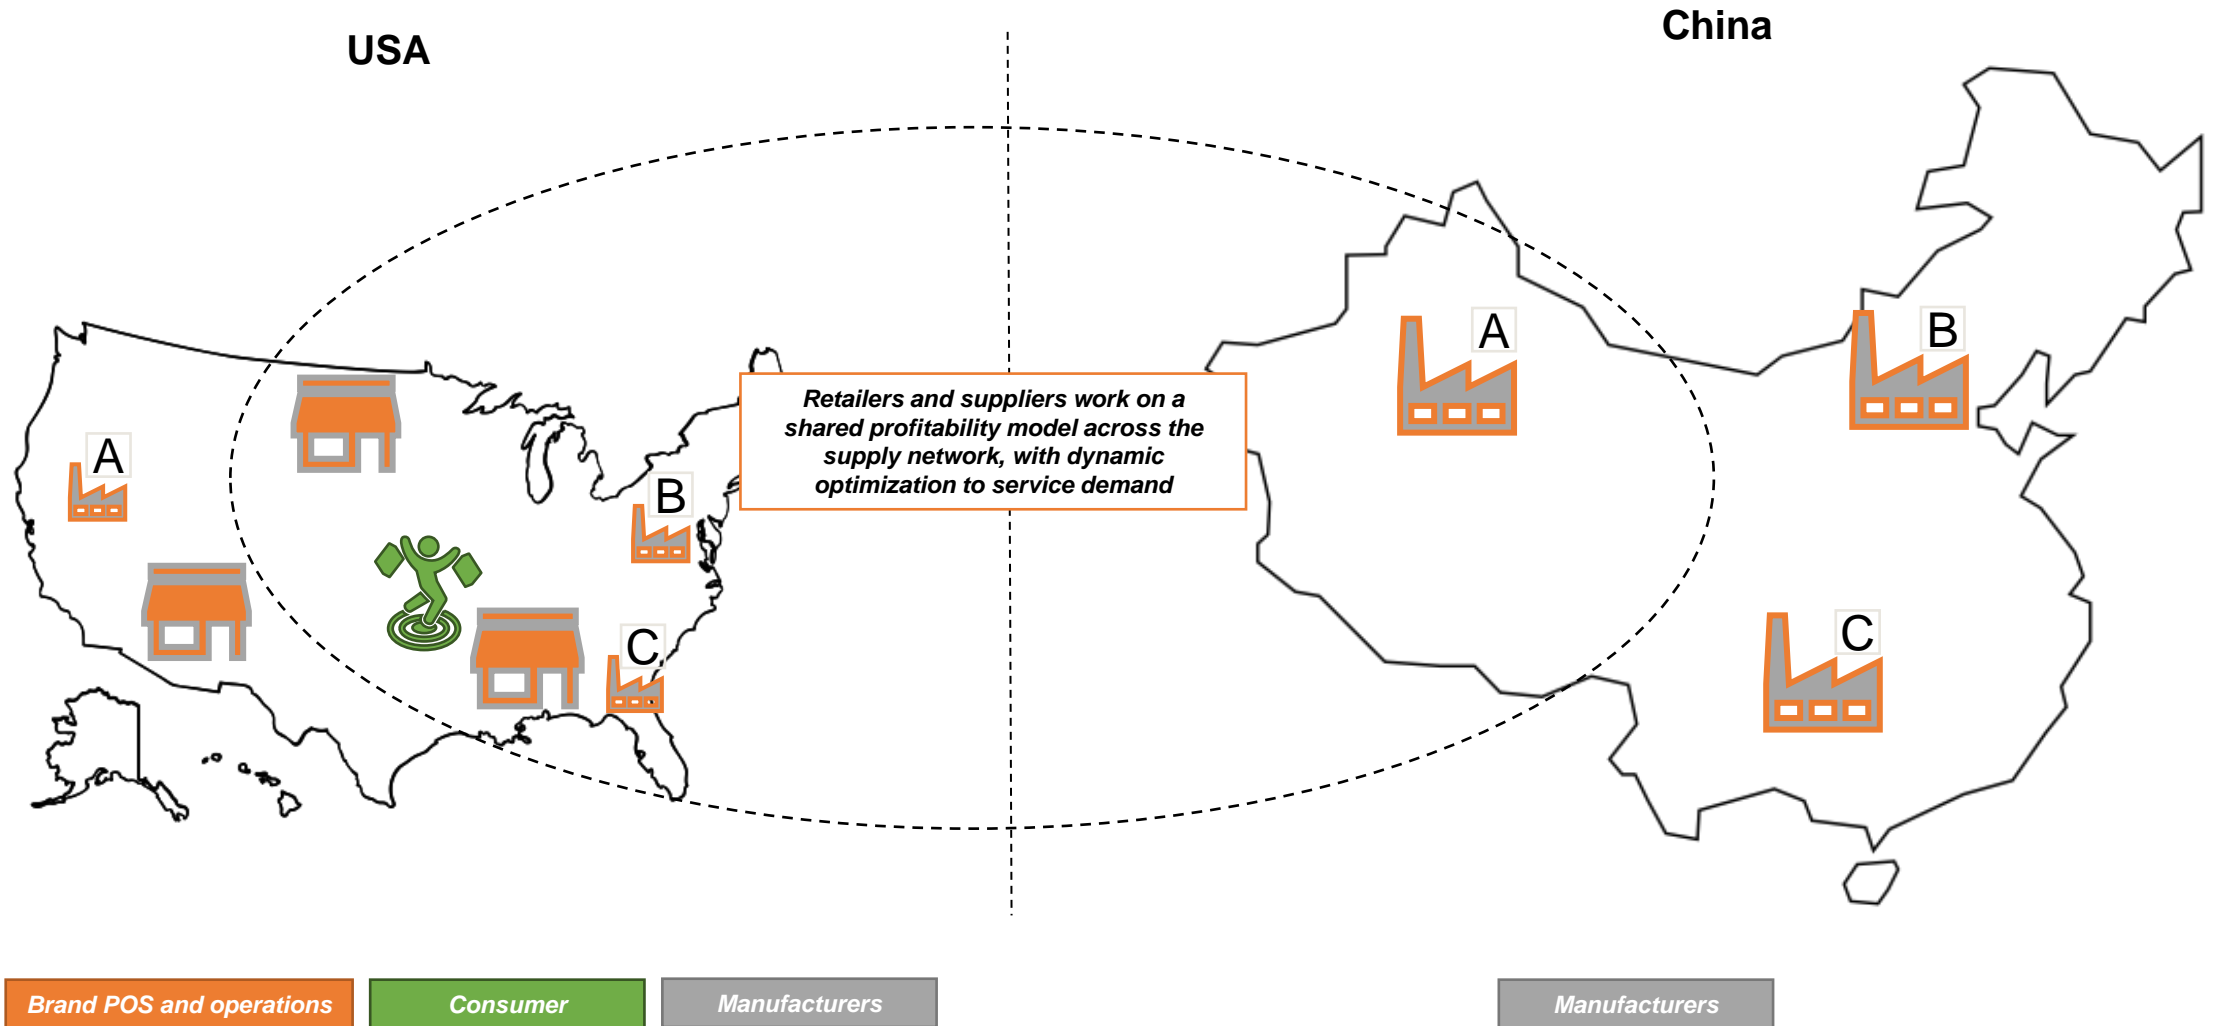 USA
China
A
B
C
Retailers and suppliers work on a
shared profitability model across the
supply network, with dynamic
optimization to service demand
A
B
C
Brand POS and operations
Consumer
Manufacturers
Manufacturers